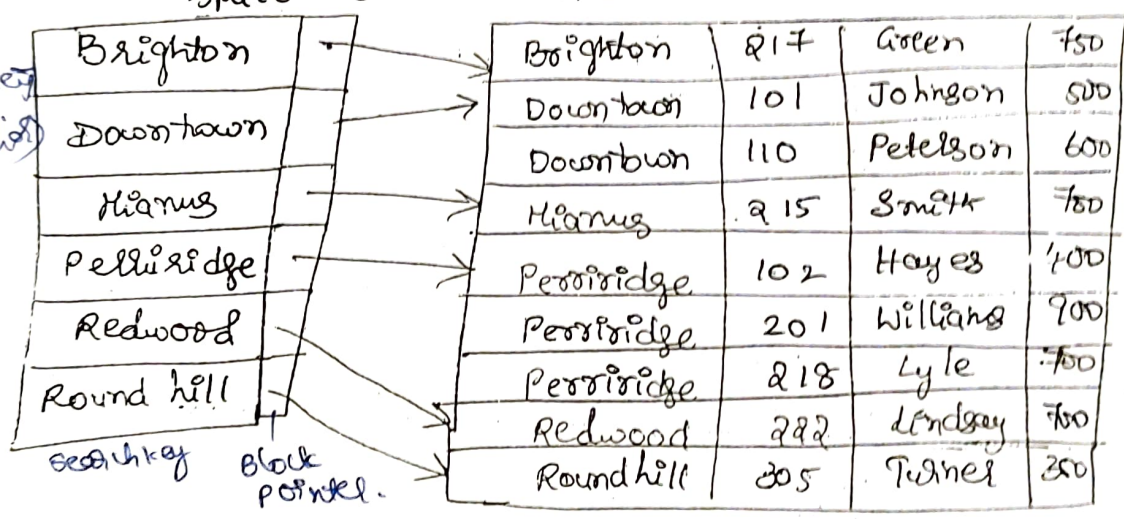 Brighton
Downtown
Hianus
Perriridge
Redwood
Round hill
Search key
Block
pointer.
Brighton 217 Green 750
Downtown 101 Johnson 500
Downtown 110 Peterson 600
Hianus 215 Smith 750
Perriridge 102 Hayes 400
Perriridge 201 Williams 900
Perriridge 218 Lyle 700
Redwood 222 Lindsay 700
Roundhill 305 Turner 350